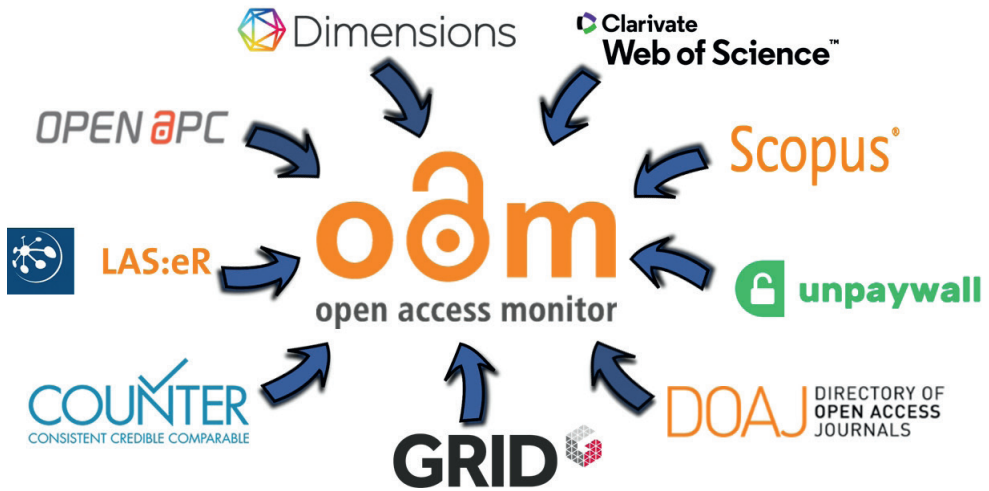 Dimensions
Clarivate
Web of Science™
OPEN aPC
Scopus®
oam
open access monitor
LAS:eR
unpaywall
COUNTER
CONSISTENT CREDIBLE COMPARABLE
DOAJ
DIRECTORY OF
OPEN ACCESS
JOURNALS
GRID